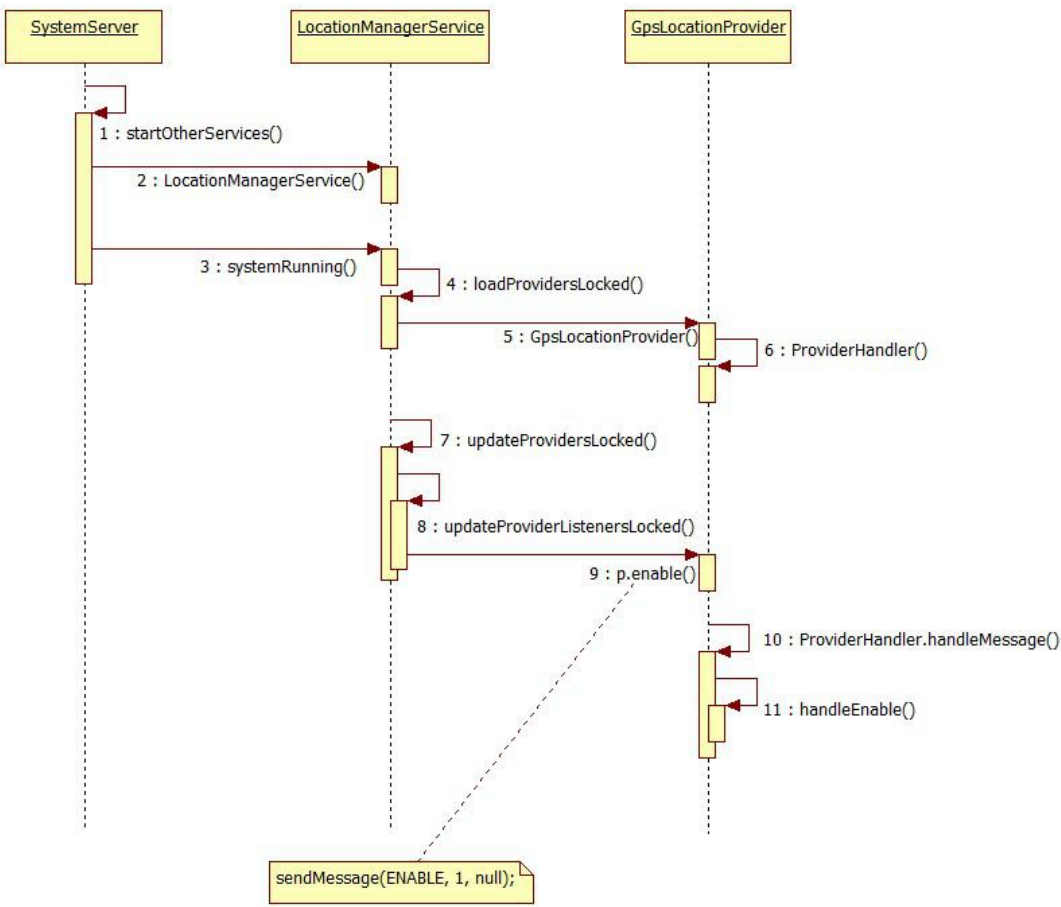 SystemServer
LocationManagerService
GpsLocationProvider
1 : startOtherServices()
2 : LocationManagerService()
3 : systemRunning()
4 : loadProvidersLocked()
5 : GpsLocationProvider()
6 : ProviderHandler()
7 : updateProvidersLocked()
8 : updateProviderListenersLocked()
9 : p.enable()
10 : ProviderHandler.handleMessage()
11 : handleEnable()
sendMessage(ENABLE, 1, null);